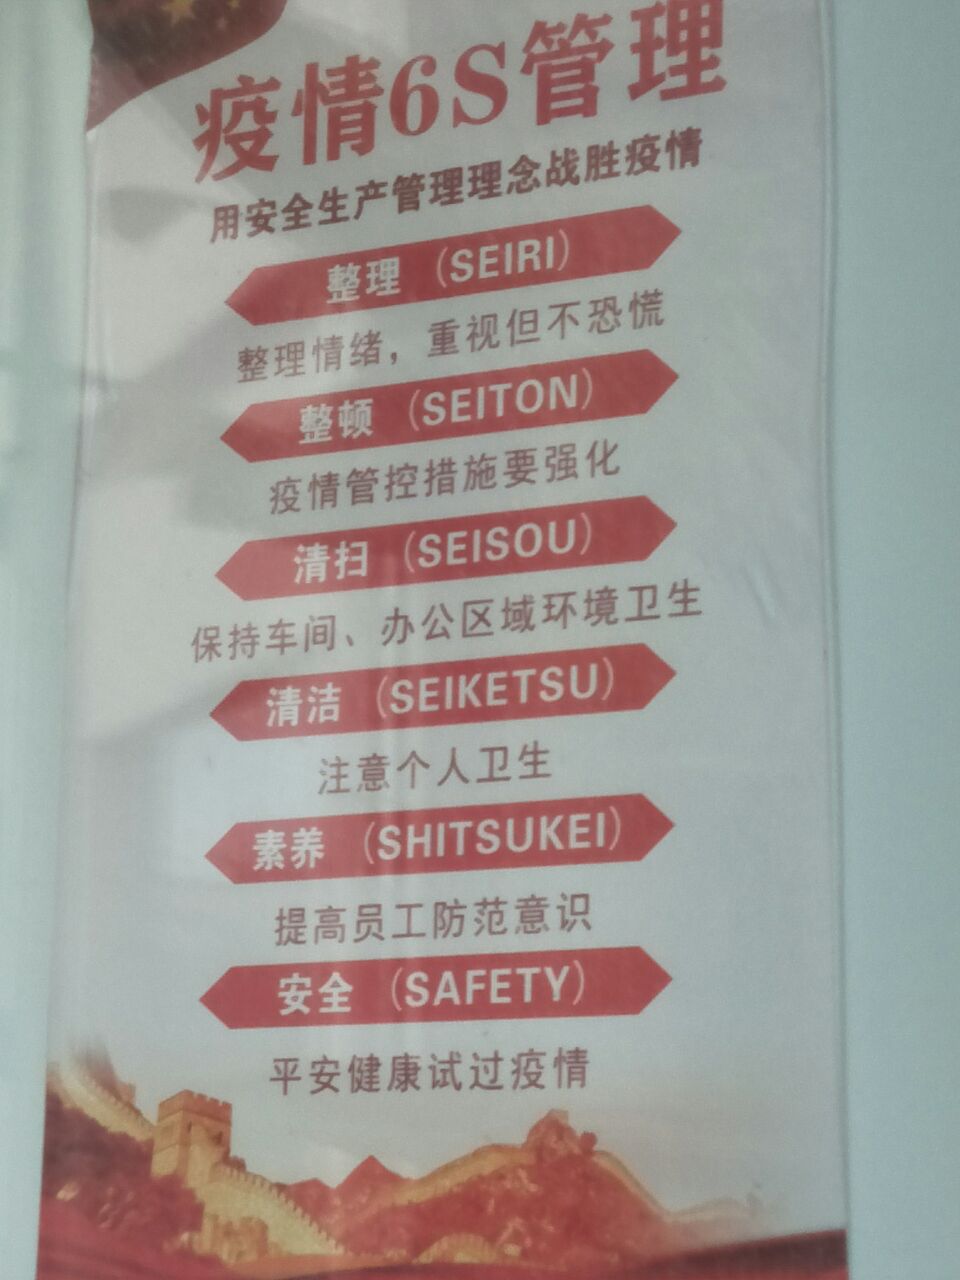 疫情6S管理
用安全生产管理理念战胜疫情
整理（SEIRI）
整理情绪，重视但不恐慌
整顿（SEITON）
疫情管控措施要强化
清扫（SEISOU）
保持车间、办公区域环境卫生
清洁（SEIKETSU）
注意个人卫生
素养（SHITSUKEI）
提高员工防范意识
安全（SAFETY）
平安健康试过疫情